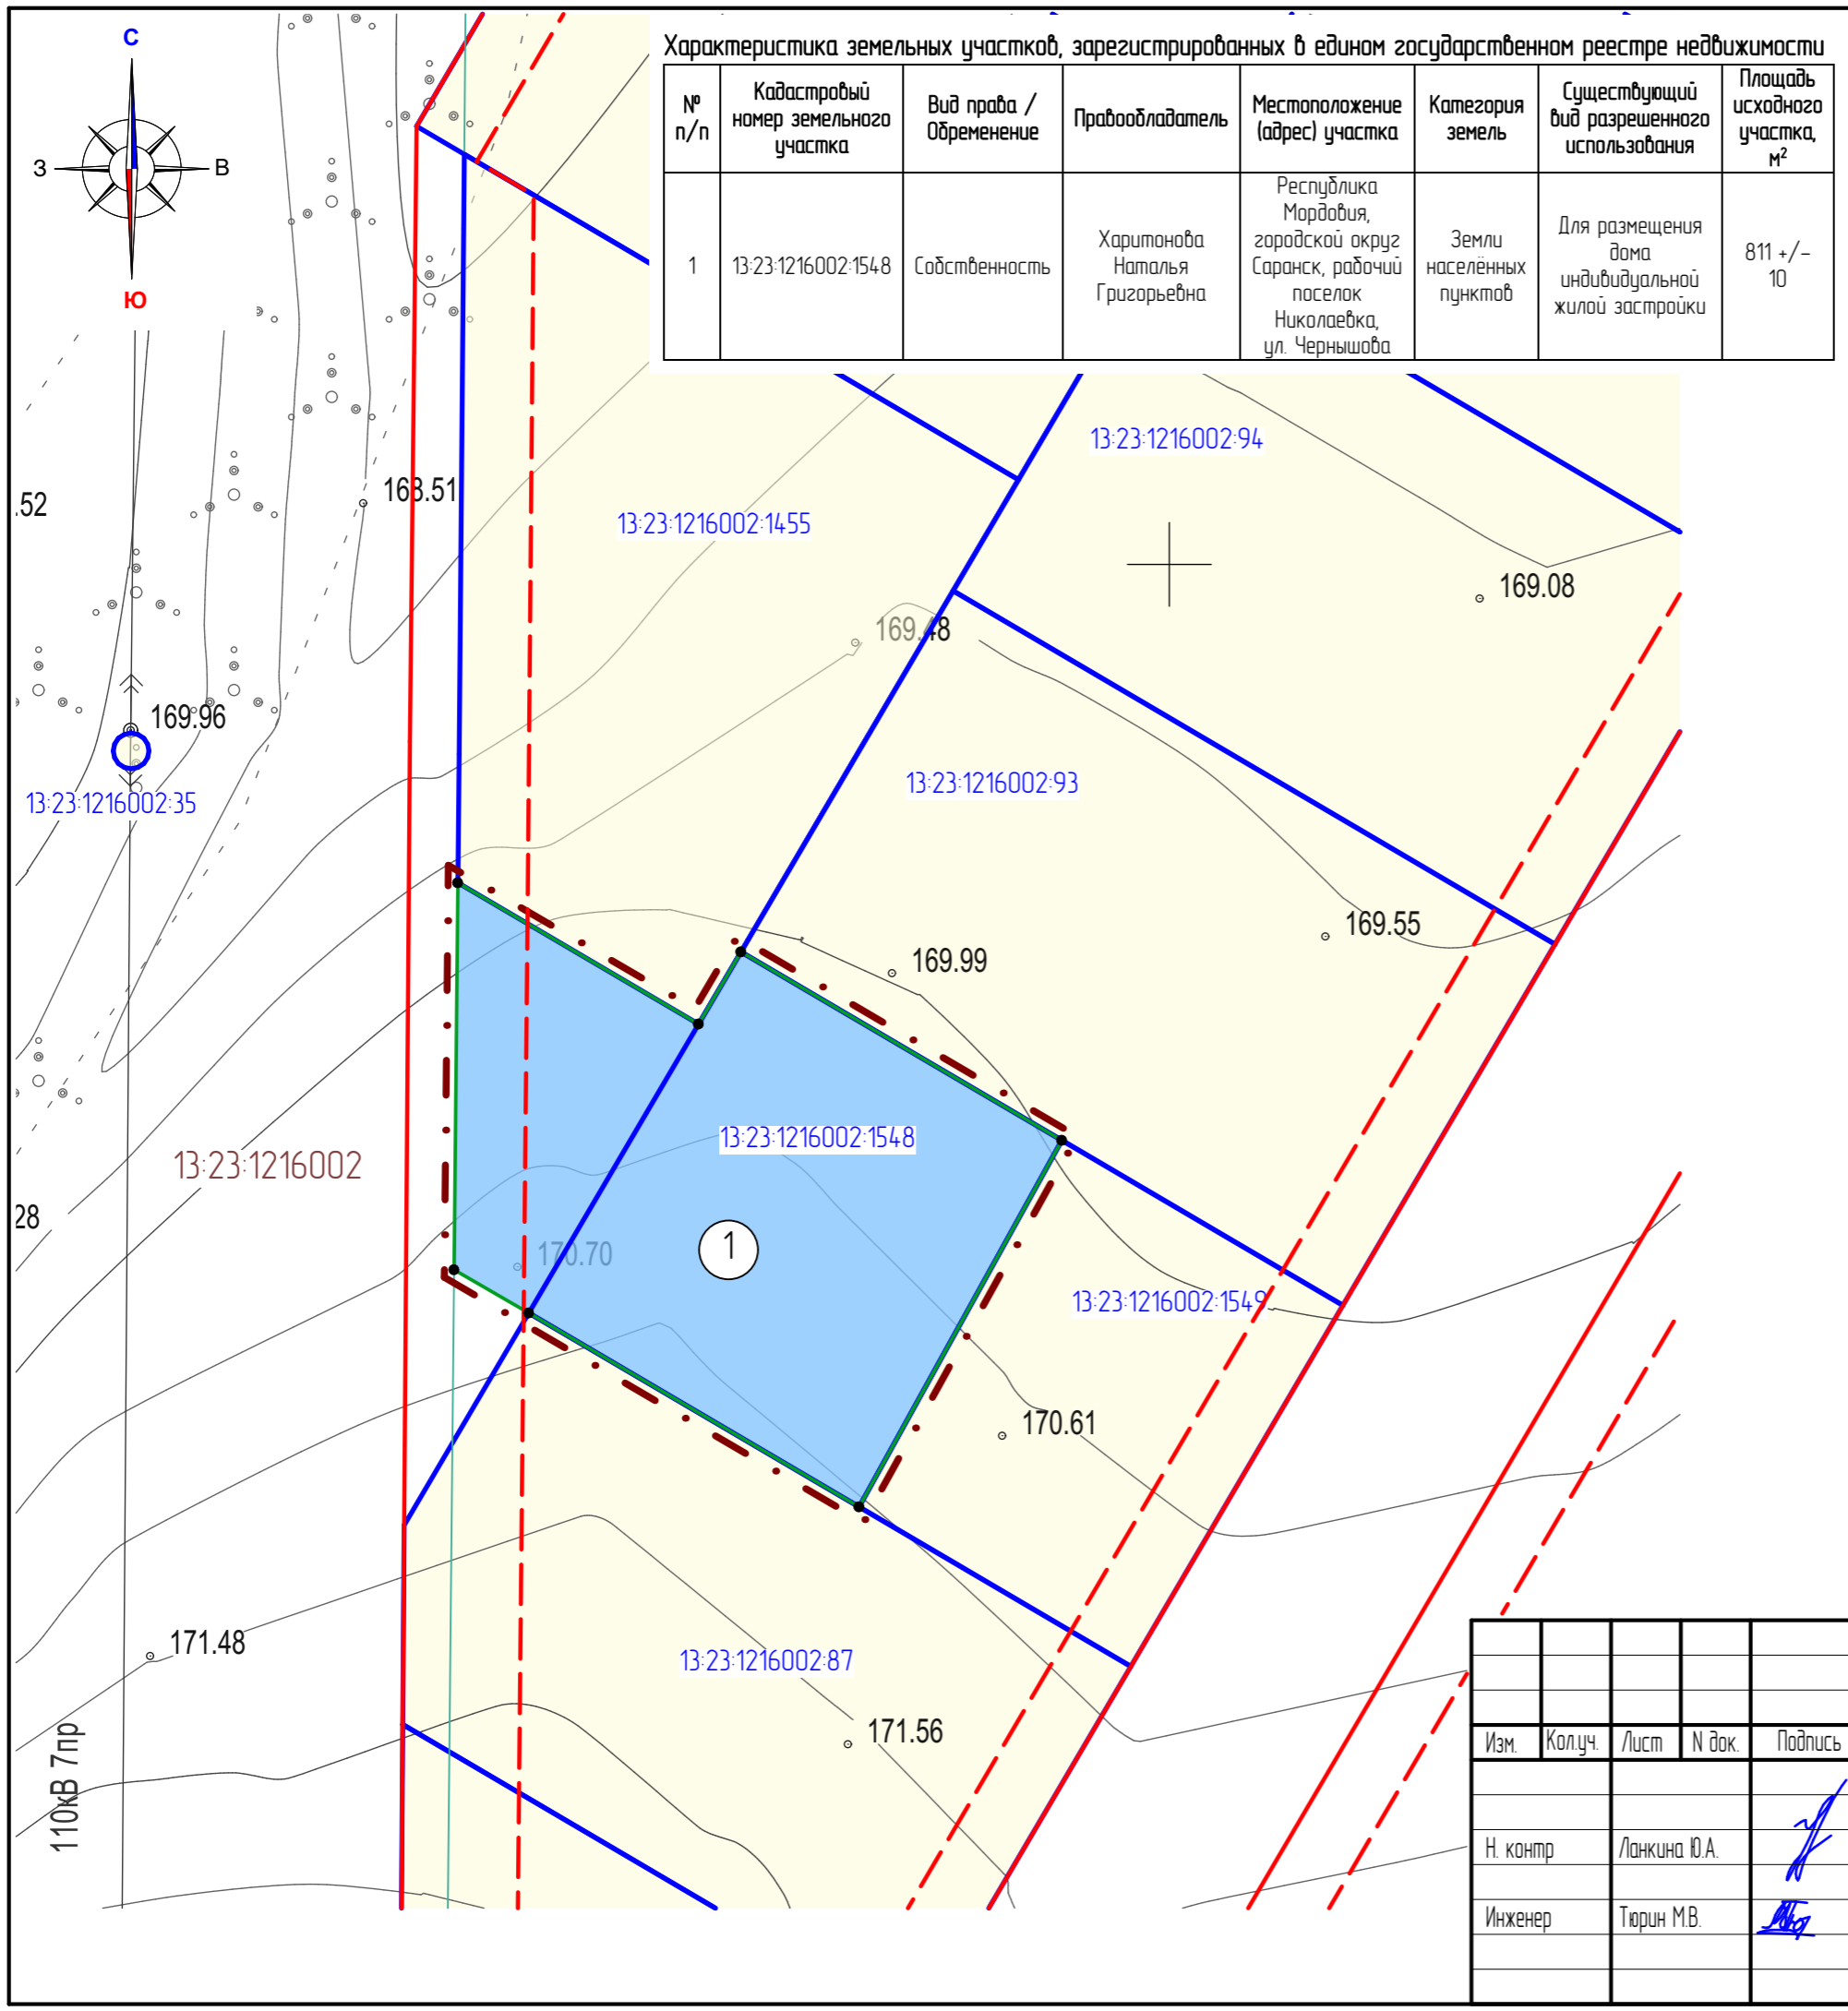 С
З
В
Ю
Характеристика земельных участков, зарегистрированных в едином государственном реестре недвижимости
№ п/п
Кадастровый номер земельного участка
Вид права / Обременение
Правообладатель
Местоположение (адрес) участка
Категория земель
Существующий вид разрешенного использования
Площадь исходного участка, м²
1
13:23:1216002:1548
Собственность
Харитонова Наталья Григорьевна
Республика Мордовия, городской округ Саранск, рабочий поселок Николаевка, ул. Чернышова
Земли населённых пунктов
Для размещения дома индивидуальной жилой застройки
811 +/- 10
13:23:1216002:94
168.51
.52
13:23:1216002:1455
169.08
169.48
169.96
13:23:1216002:93
13:23:1216002:35
169.55
169.99
13:23:1216002:1548
13:23:1216002
28
1
170.70
13:23:1216002:1549
170.61
171.48
13:23:1216002:87
171.56
110кВ 7пр
Изм.
Кол.уч.
Лист
N док.
Подпись
Н. контр
Ланкина Ю.А.
Инженер
Тюрин М.В.